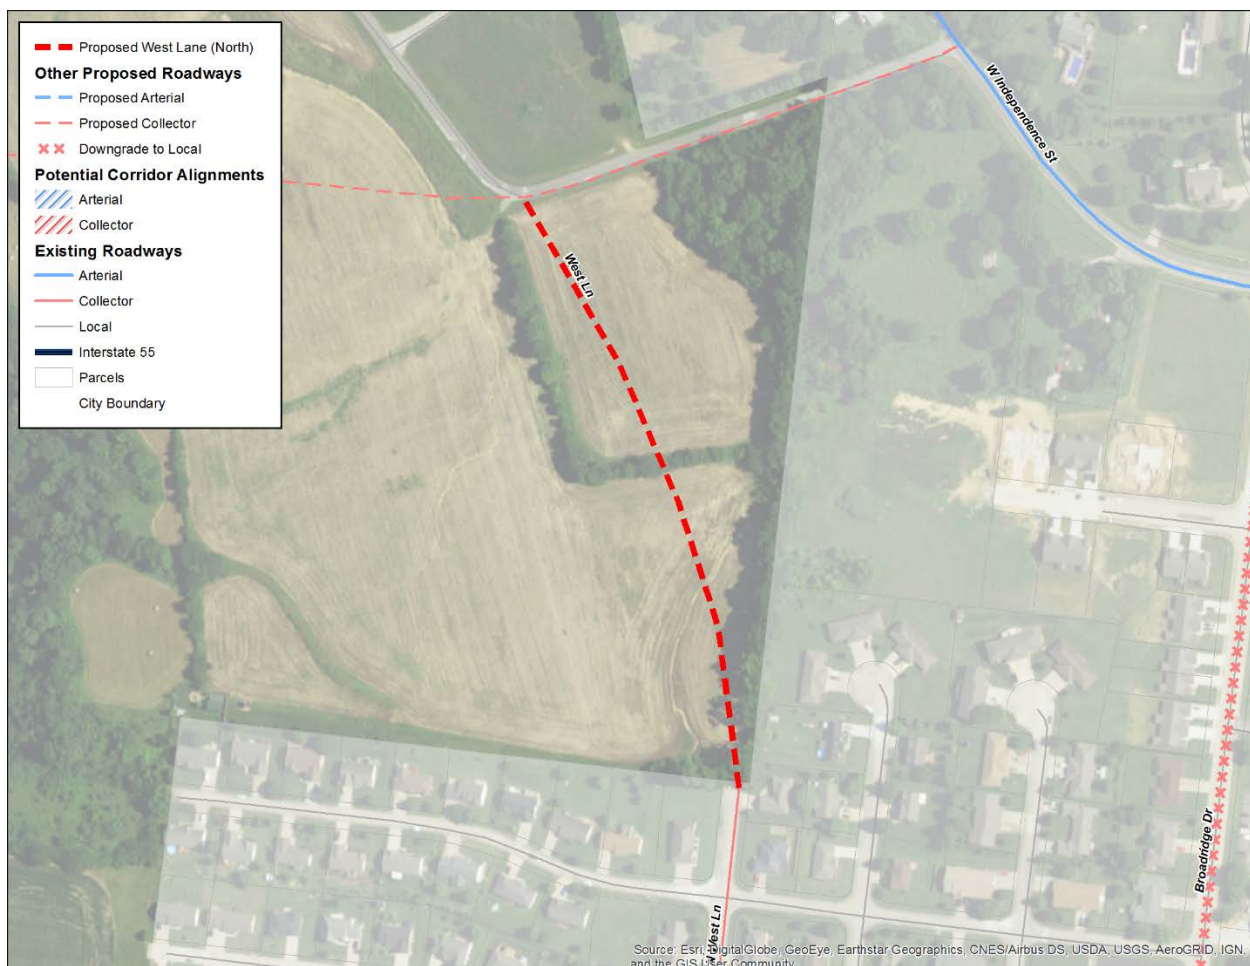 Proposed West Lane (North)
Other Proposed Roadways
Proposed Arterial
Proposed Collector
Downgrade to Local
Potential Corridor Alignments
Arterial
Collector
Existing Roadways
Arterial
Collector
Local
Interstate 55
Parcels
City Boundary
W Independence St
West Ln
Broadridge Dr
N West Ln
Source: Esri, DigitalGlobe, GeoEye, Earthstar Geographics, CNES/Airbus DS, USDA, USGS, AeroGRID, IGN,
and the GIS User Community